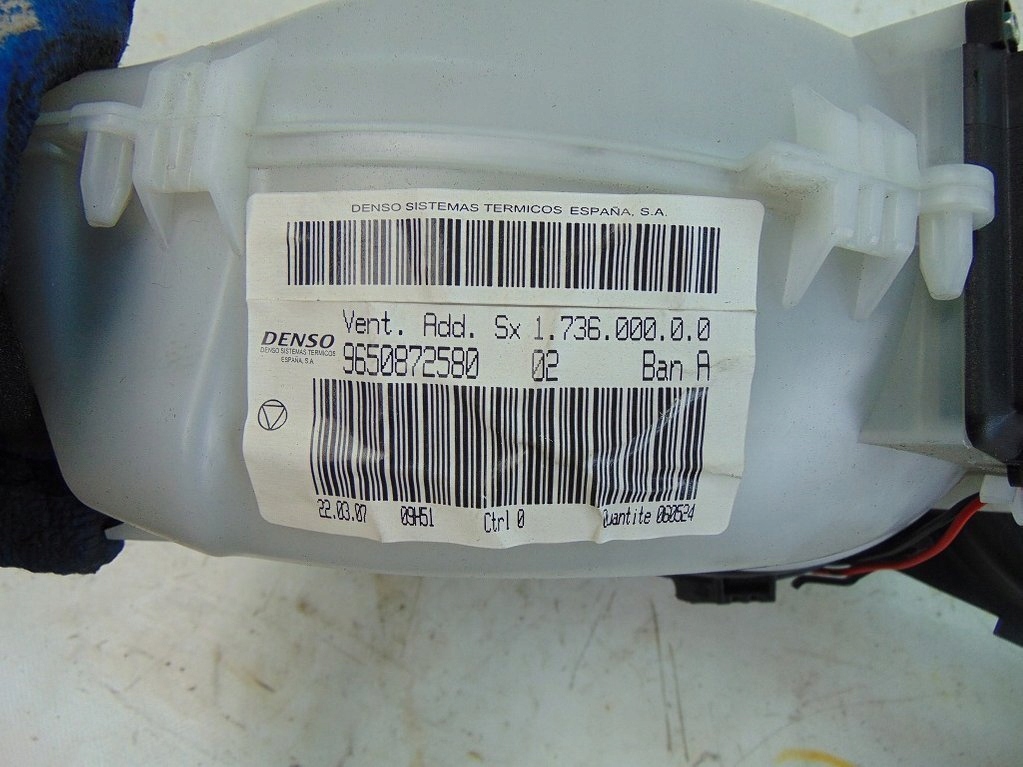 DENSO SISTEMAS TERMICOS ESPAÑA, S.A.
Vent. Add. Sx 1.736.000.0.0
DENSO
DENSO SISTEMAS TERMICOS
ESPAÑA, S.A.
9650872580 02 Ban A
22.03.07 09H51 Ctrl 0 Quantite 060524